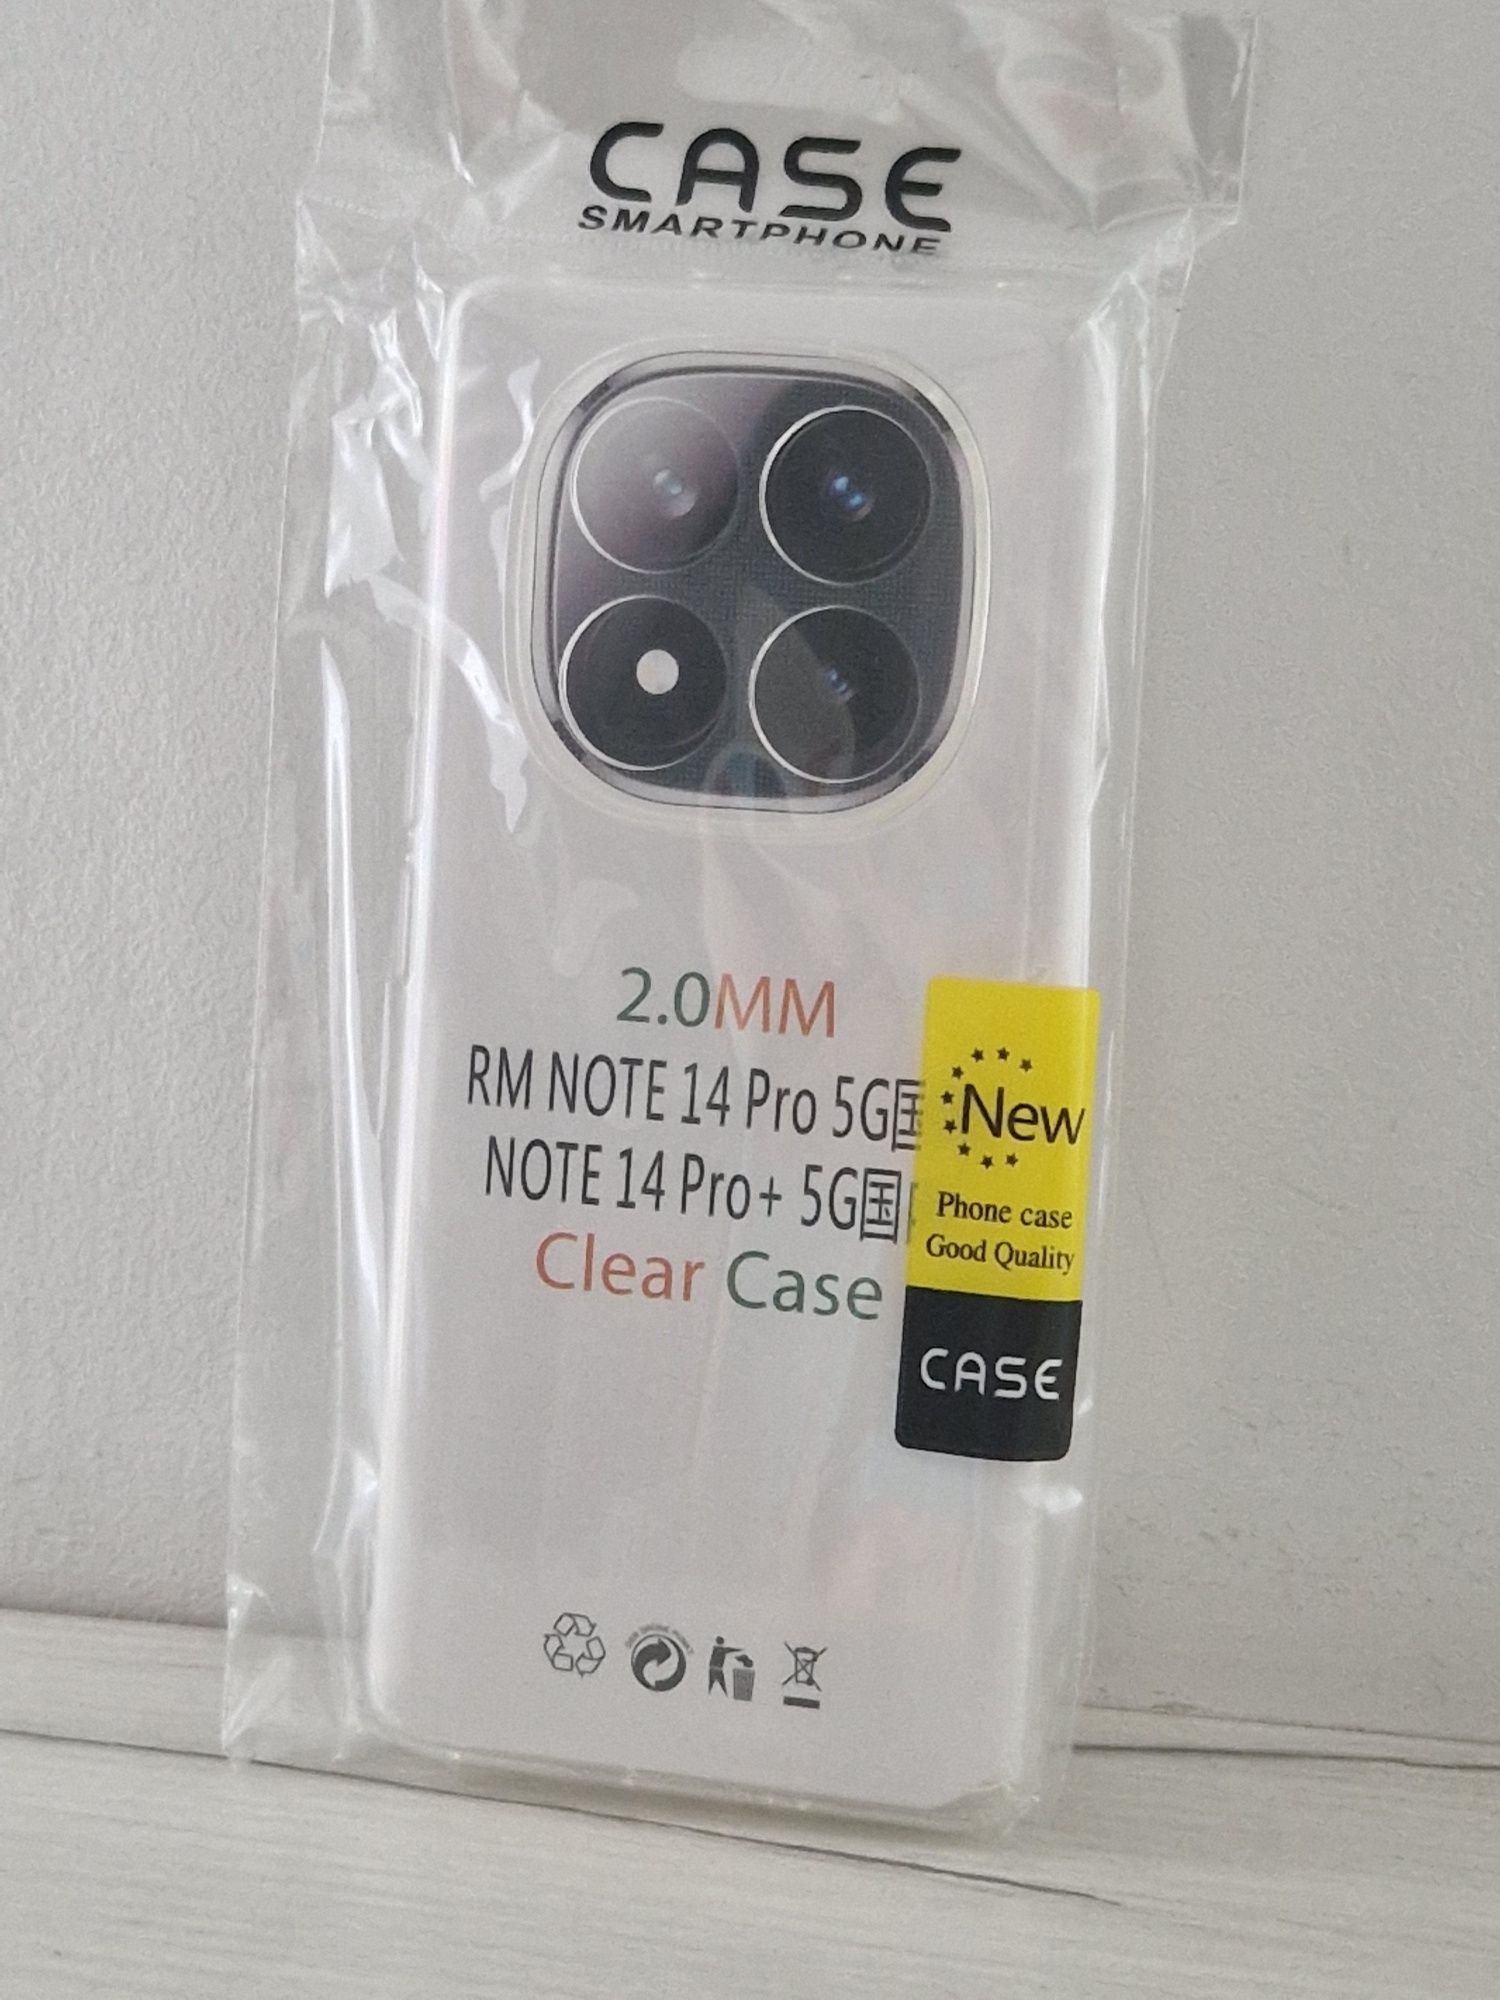 CASE
SMARTPHONE
2.0MM
RM NOTE 14 Pro 5G国
NOTE 14 Pro+ 5G国
Clear Case
New
Phone case
Good Quality
CASE